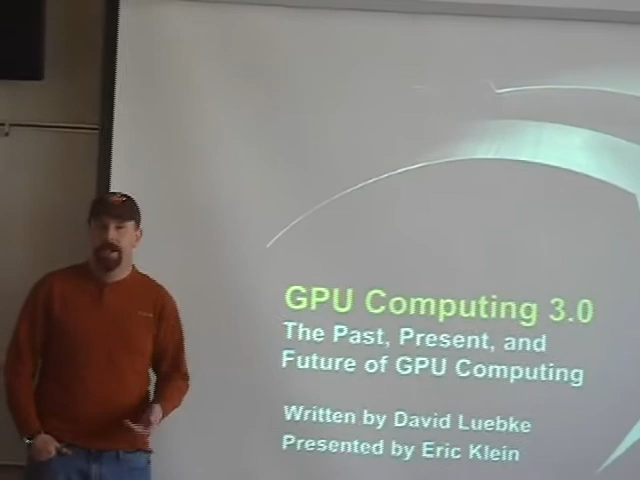 GPU Computing 3.0
The Past, Present, and
Future of GPU Computing
Written by David Luebke
Presented by Eric Klein